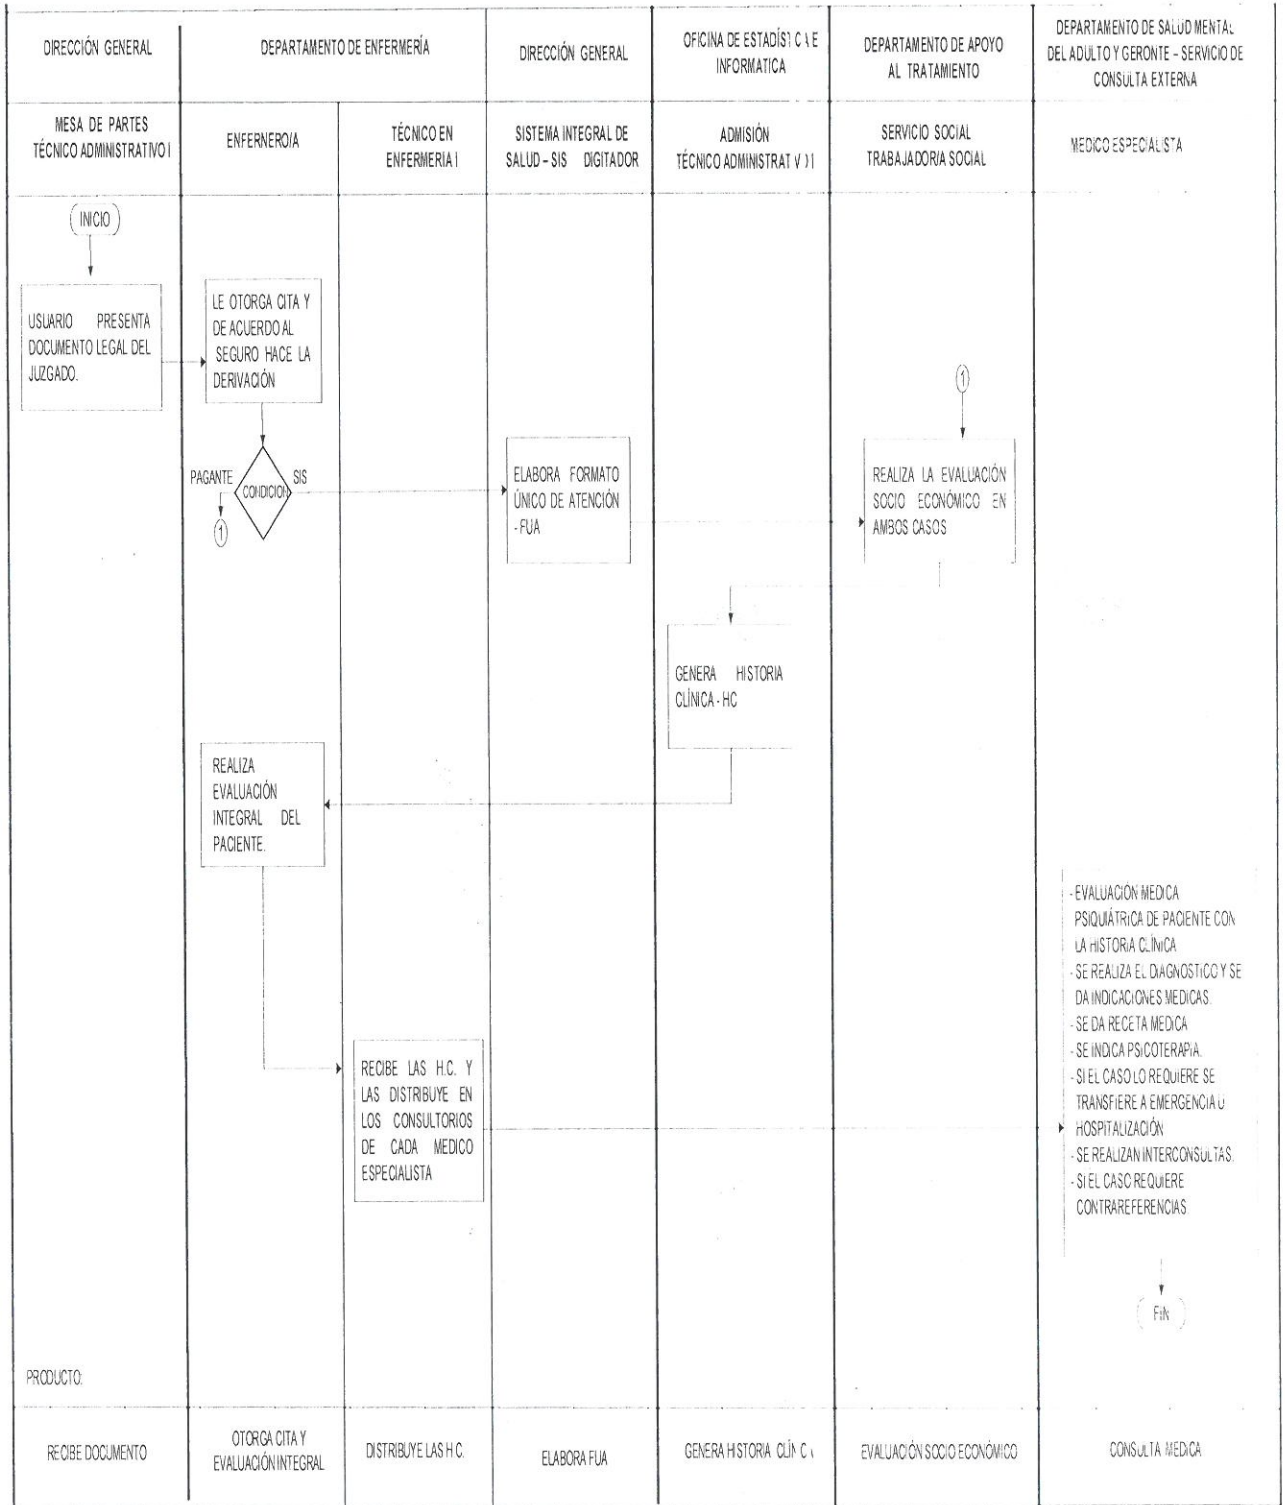 DIRECCIÓN GENERAL
DEPARTAMENTO DE ENFERMERÍA
DIRECCIÓN GENERAL
OFICINA DE ESTADÍST C A E
INFORMATICA
DEPARTAMENTO DE APOYO
AL TRATAMIENTO
DEPARTAMENTO DE SALUD MENTAL
DEL ADULTO Y GERONTE – SERVICIO DE
CONSULTA EXTERNA
MESA DE PARTES
TÉCNICO ADMINISTRATIVO I
ENFERNERO/A
TÉCNICO EN
ENFERMERIA I
SISTEMA INTEGRAL DE
SALUD – SIS DIGITADOR
ADMISIÓN
TÉCNICO ADMINISTRATIVO I
SERVICIO SOCIAL
TRABAJADOR/A SOCIAL
MEDICO ESPECIALISTA
INICIO
USUARIO PRESENTA
DOCUMENTO LEGAL DEL
JUZGADO.
LE OTORGA CITA Y
DE ACUERDO AL
SEGURO HACE LA
DERIVACIÓN
PAGANTE
CONDICION
SIS
1
ELABORA FORMATO
ÚNICO DE ATENCIÓN
- FUA
1
REALIZA LA EVALUACIÓN
SOCIO ECONÓMICO EN
AMBOS CASOS
GENERA HISTORIA
CLÍNICA - HC
REALIZA
EVALUACIÓN
INTEGRAL DEL
PACIENTE.
RECIBE LAS H.C. Y
LAS DISTRIBUYE EN
LOS CONSULTORIOS
DE CADA MEDICO
ESPECIALISTA
- EVALUACION MEDICA
PSIQUIÁTRICA DE PACIENTE CON
LA HISTORIA CLÍNICA
- SE REALIZA EL DIAGNOSTICO Y SE
DA INDICACIONES MEDICAS.
- SE DA RECETA MEDICA
- SE INDICA PSICOTERAPIA.
- SI EL CASO LO REQUIERE SE
TRANSFIERE A EMERGENCIA U
HOSPITALIZACIÓN
- SE REALIZAN INTERCONSULTAS.
- SI EL CASO REQUIERE
CONTRAREFERENCIAS
FIN
PRODUCTO:
RECIBE DOCUMENTO
OTORGA CITA Y
EVALUACIÓN INTEGRAL
DISTRIBUYE LAS H.C.
ELABORA FUA
GENERA HISTORIA CLÍNICA
EVALUACIÓN SOCIO ECONÓMICO
CONSULTA MEDICA